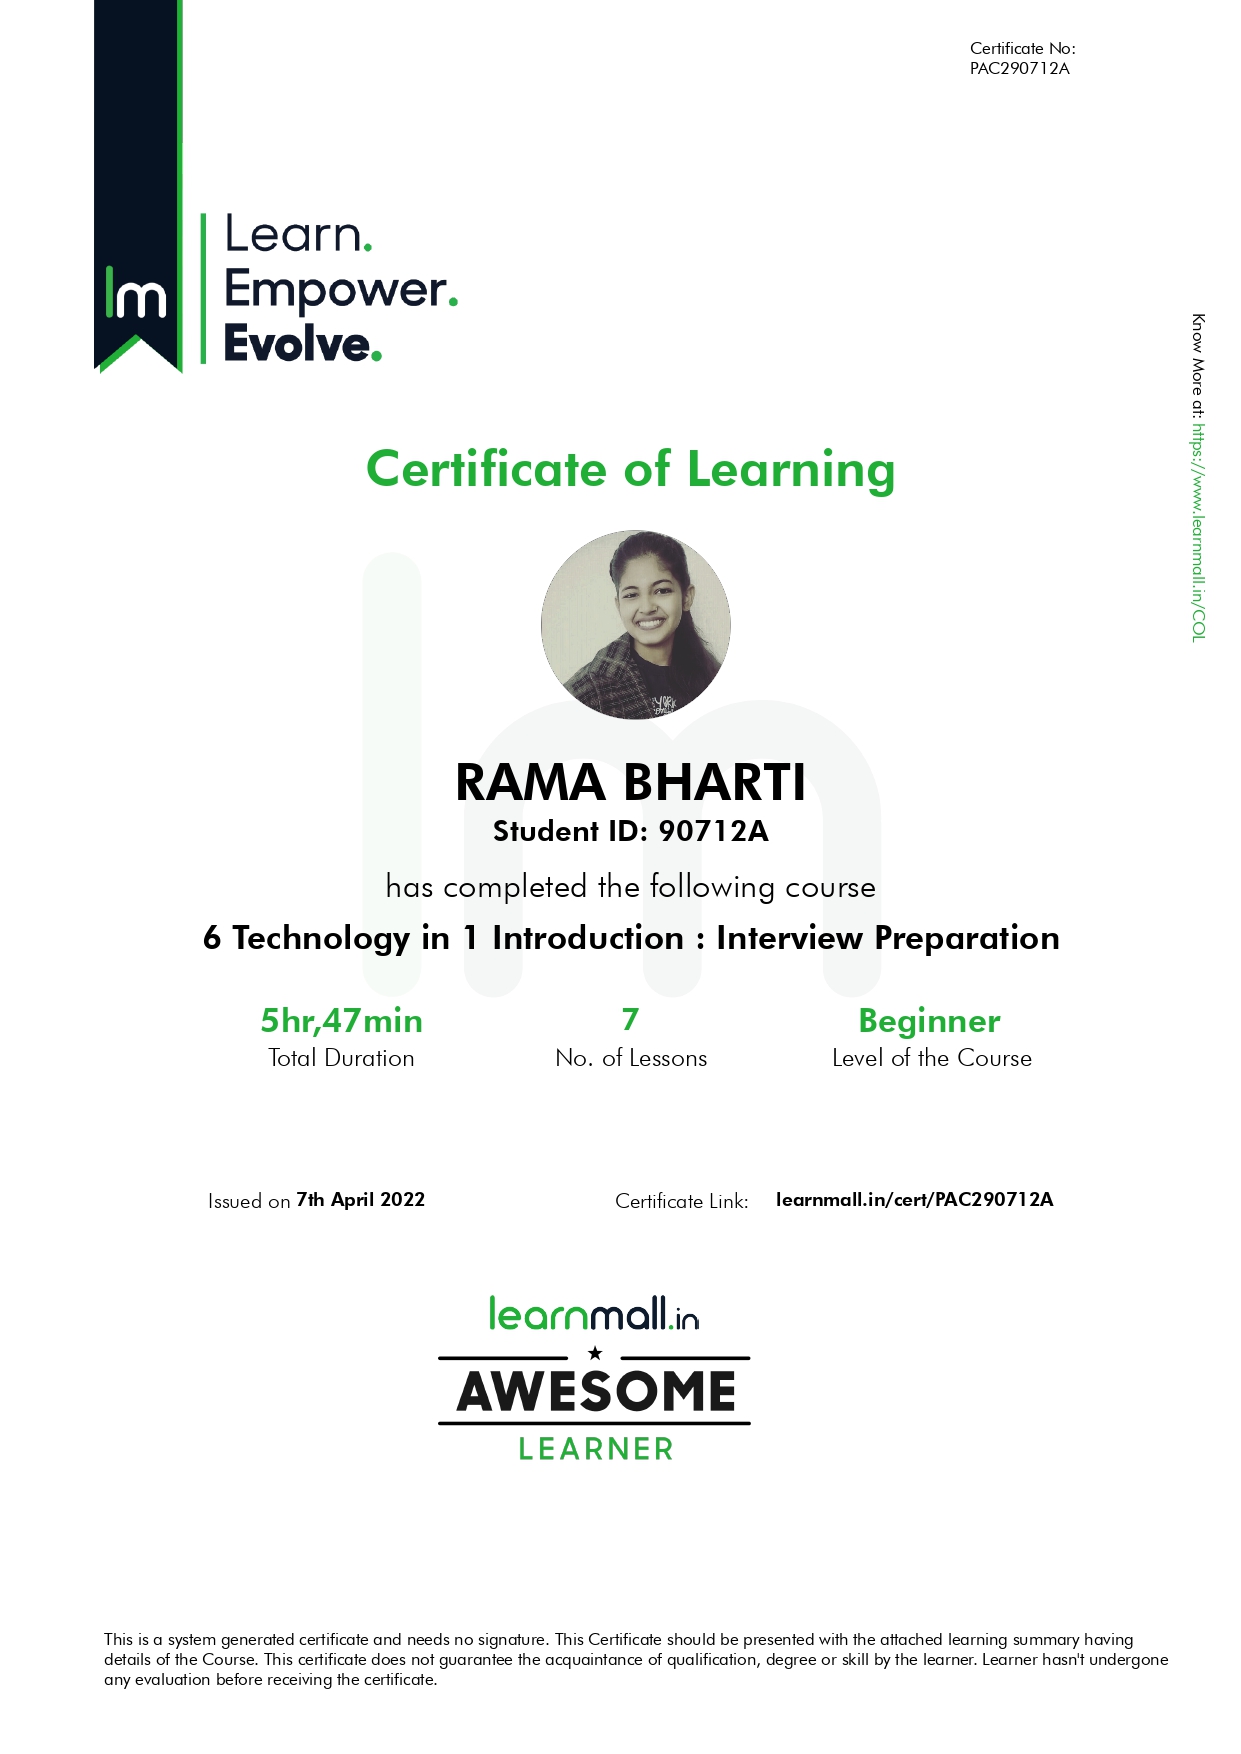 Certificate No:
PAC290712A
lm
Learn.
Empower.
Evolve.
Know More at: https://www.learnmall.in/COL
Certificate of Learning
RAMA BHARTI
Student ID: 90712A
has completed the following course
6 Technology in 1 Introduction : Interview Preparation
5hr,47min 7 Beginner
Total Duration No. of Lessons Level of the Course
Issued on 7th April 2022 Certificate Link: learnmall.in/cert/PAC290712A
learnmall.in
AWESOME
LEARNER
This is a system generated certificate and needs no signature. This Certificate should be presented with the attached learning summary having
details of the Course. This certificate does not guarantee the acquaintance of qualification, degree or skill by the learner. Learner hasn't undergone
any evaluation before receiving the certificate.